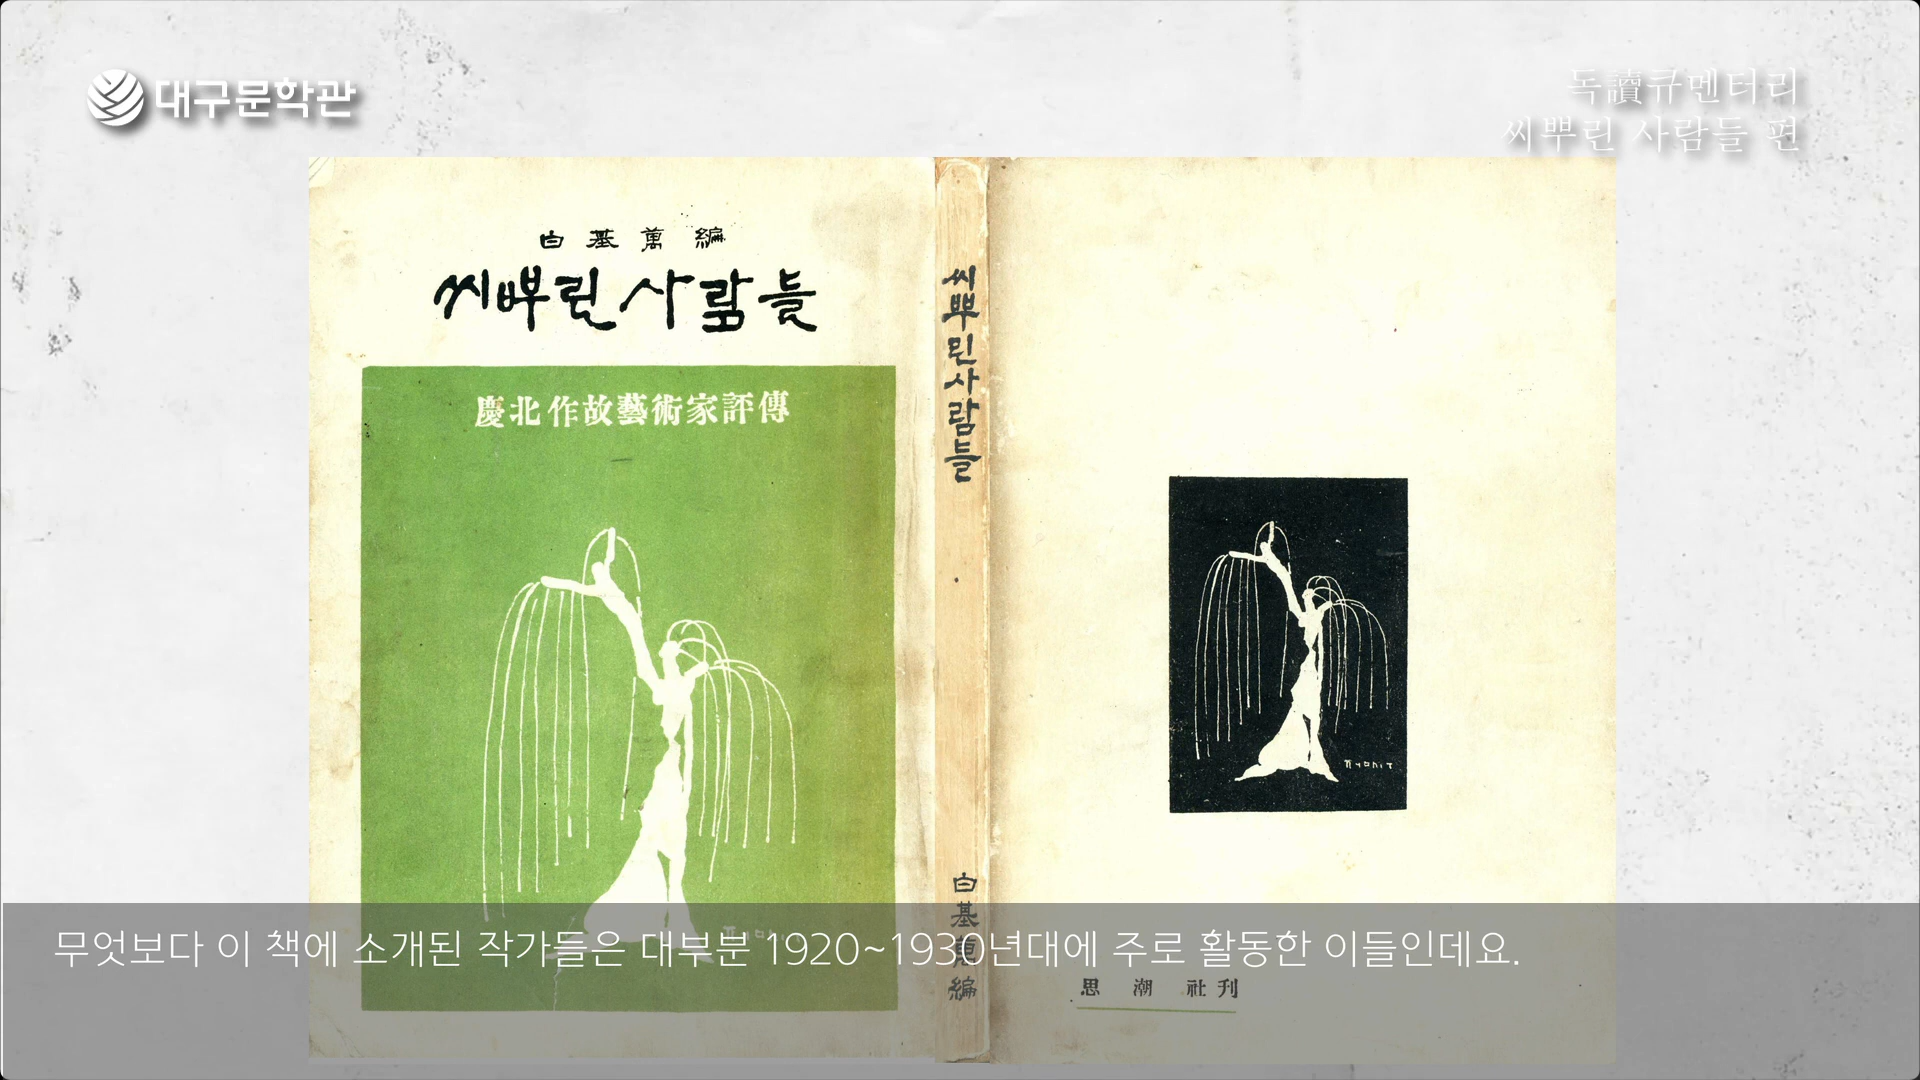 대구문학관
독讀큐멘터리
씨뿌린 사람들 편
白基萬 編
씨뿌린 사람들
慶北作故藝術家評傳
씨뿌린 사람들
白基萬編
思潮社刊
무엇보다 이 책에 소개된 작가들은 대부분 1920~1930년대에 주로 활동한 이들인데요.